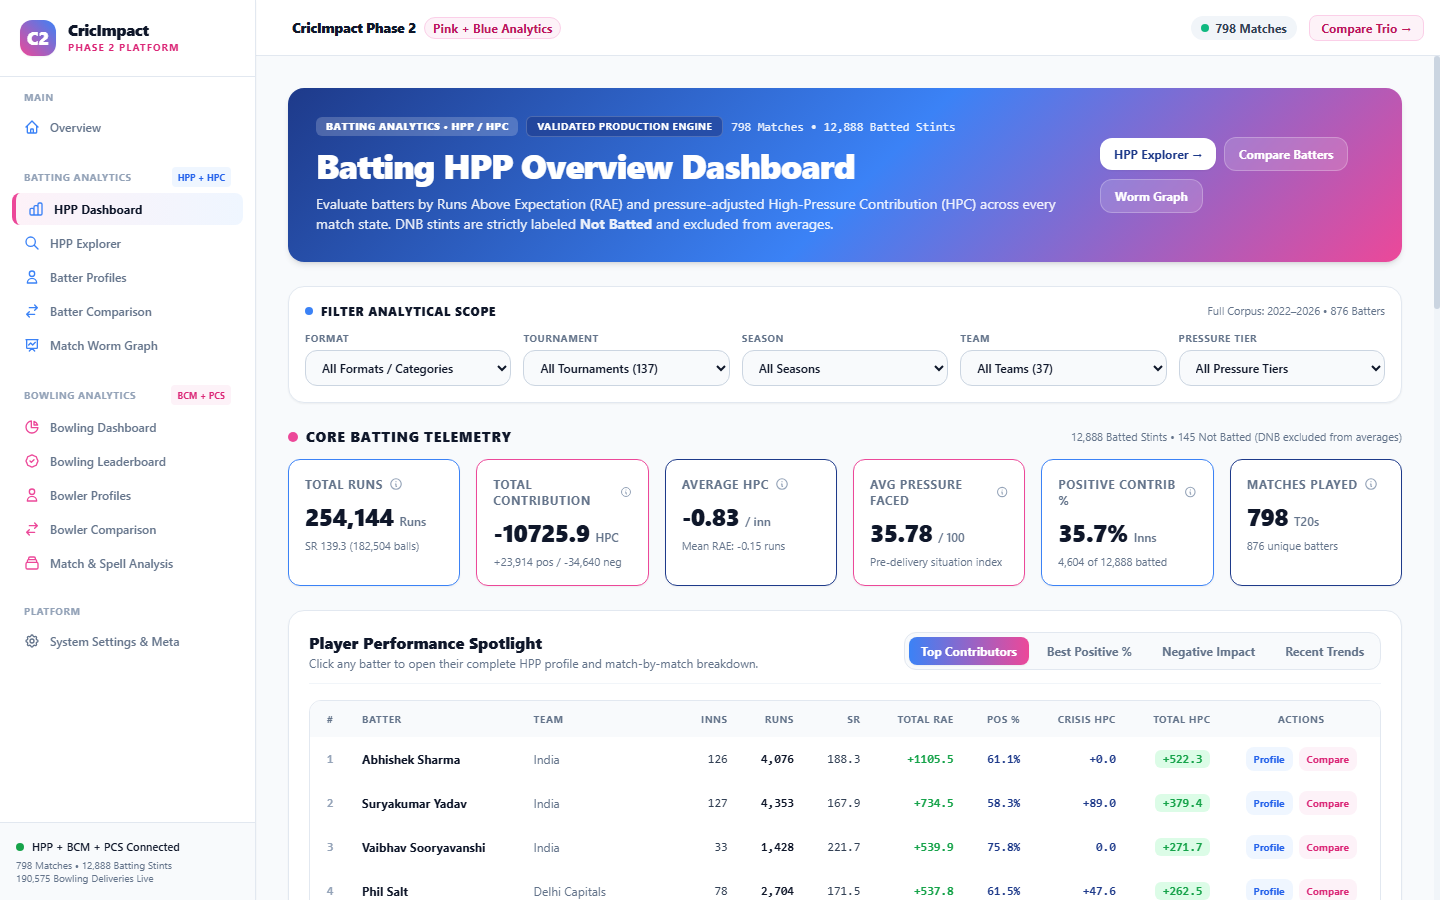 C2
CricImpact
PHASE 2 PLATFORM
MAIN
Overview
BATTING ANALYTICS HPP + HPC
HPP Dashboard
HPP Explorer
Batter Profiles
Batter Comparison
Match Worm Graph
BOWLING ANALYTICS BCM + PCS
Bowling Dashboard
Bowling Leaderboard
Bowler Profiles
Bowler Comparison
Match & Spell Analysis
PLATFORM
System Settings & Meta
HPP + BCM + PCS Connected
798 Matches • 12,888 Batting Stints
190,575 Bowling Deliveries Live
CricImpact Phase 2 Pink + Blue Analytics 798 Matches Compare Trio →
BATTING ANALYTICS • HPP / HPC VALIDATED PRODUCTION ENGINE 798 Matches • 12,888 Batted Stints
Batting HPP Overview Dashboard
Evaluate batters by Runs Above Expectation (RAE) and pressure-adjusted High-Pressure Contribution (HPC) across every
match state. DNB stints are strictly labeled Not Batted and excluded from averages.
HPP Explorer → Compare Batters
Worm Graph
FILTER ANALYTICAL SCOPE Full Corpus: 2022–2026 • 876 Batters
FORMAT TOURNAMENT SEASON TEAM PRESSURE TIER
All Formats / Categories All Tournaments (137) All Seasons All Teams (37) All Pressure Tiers
CORE BATTING TELEMETRY 12,888 Batted Stints • 145 Not Batted (DNB excluded from averages)
TOTAL RUNS
254,144 Runs
SR 139.3 (182,504 balls)
TOTAL
CONTRIBUTION
-10725.9 HPC
+23,914 pos / -34,640 neg
AVERAGE HPC
-0.83 / inn
Mean RAE: -0.15 runs
AVG PRESSURE
FACED
35.78 / 100
Pre-delivery situation index
POSITIVE CONTRIB
%
35.7% Inns
4,604 of 12,888 batted
MATCHES PLAYED
798 T20s
876 unique batters
Player Performance Spotlight
Click any batter to open their complete HPP profile and match-by-match breakdown.
Top Contributors Best Positive % Negative Impact Recent Trends
# BATTER TEAM INNS RUNS SR TOTAL RAE POS % CRISIS HPC TOTAL HPC ACTIONS
1 Abhishek Sharma India 126 4,076 188.3 +1105.5 61.1% +0.0 +522.3 Profile Compare
2 Suryakumar Yadav India 127 4,353 167.9 +734.5 58.3% +89.0 +379.4 Profile Compare
3 Vaibhav Sooryavanshi India 33 1,428 221.7 +539.9 75.8% 0.0 +271.7 Profile Compare
4 Phil Salt Delhi Capitals 78 2,704 171.5 +537.8 61.5% +47.6 +262.5 Profile Compare